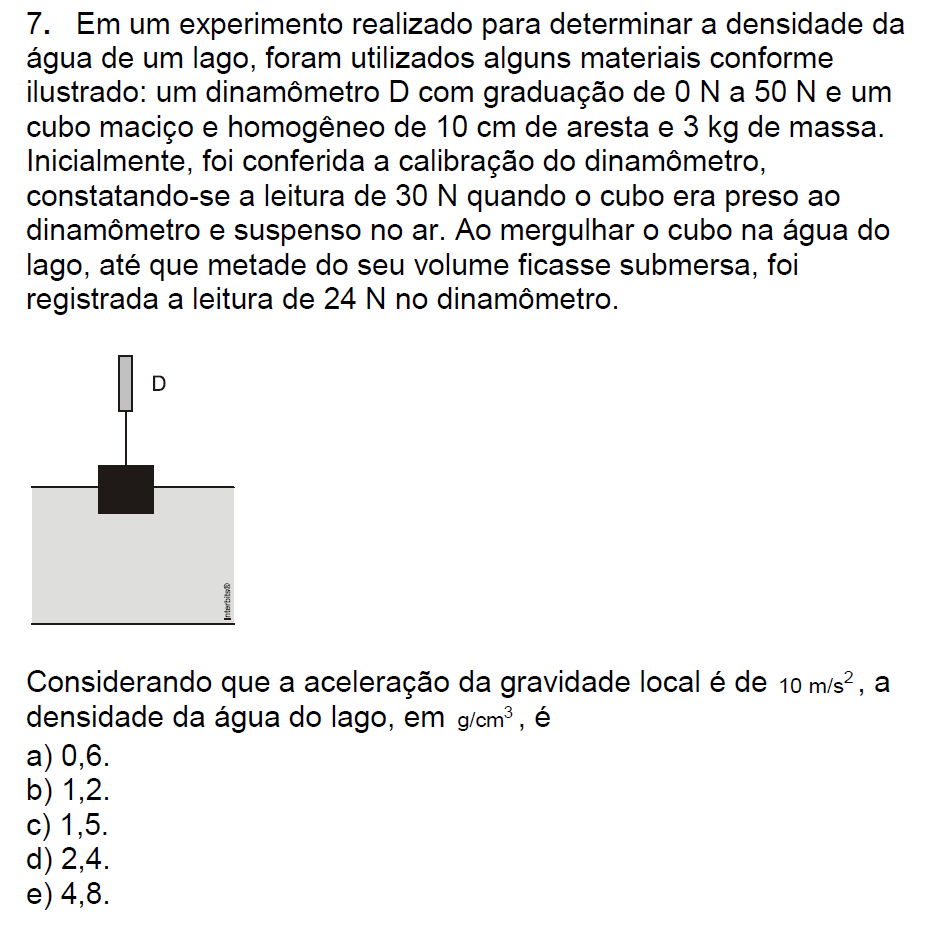 7. Em um experimento realizado para determinar a densidade da
água de um lago, foram utilizados alguns materiais conforme
ilustrado: um dinamômetro D com graduação de 0 N a 50 N e um
cubo maciço e homogêneo de 10 cm de aresta e 3 kg de massa.
Inicialmente, foi conferida a calibração do dinamômetro,
constatando-se a leitura de 30 N quando o cubo era preso ao
dinamômetro e suspenso no ar. Ao mergulhar o cubo na água do
lago, até que metade do seu volume ficasse submersa, foi
registrada a leitura de 24 N no dinamômetro.
D
Interbits®
Considerando que a aceleração da gravidade local é de 10 m/s², a
densidade da água do lago, em g/cm³, é
a) 0,6.
b) 1,2.
c) 1,5.
d) 2,4.
e) 4,8.